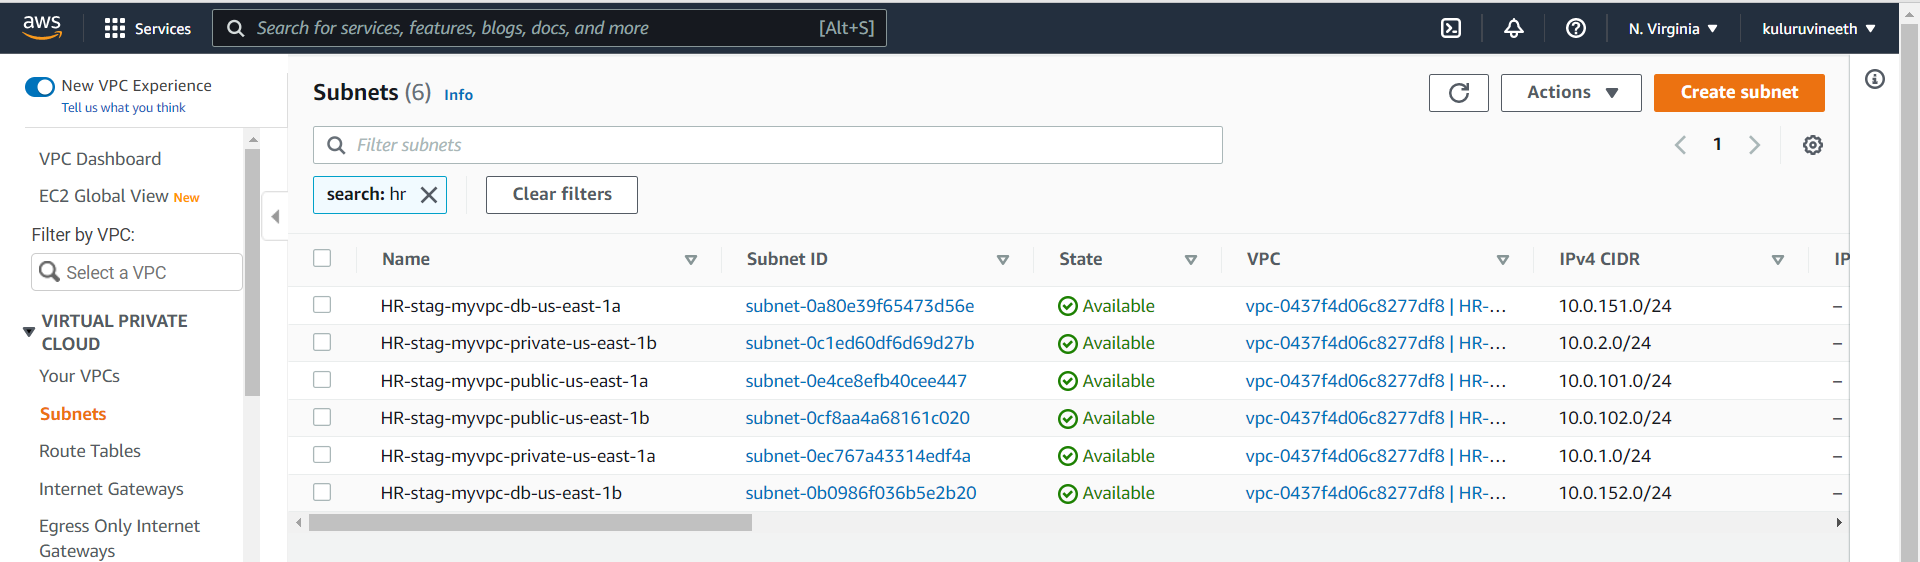 aws Services Search for services, features, blogs, docs, and more [Alt+S] N. Virginia kuluruvineeth
New VPC Experience
Tell us what you think
VPC Dashboard
EC2 Global View New
Filter by VPC:
Select a VPC
VIRTUAL PRIVATE
CLOUD
Your VPCs
Subnets
Route Tables
Internet Gateways
Egress Only Internet
Gateways
Subnets (6) Info Actions Create subnet
Filter subnets 1
search: hr Clear filters
Name Subnet ID State VPC IPv4 CIDR IP
HR-stag-myvpc-db-us-east-1a subnet-0a80e39f65473d56e Available vpc-0437f4d06c8277df8 | HR-... 10.0.151.0/24 –
HR-stag-myvpc-private-us-east-1b subnet-0c1ed60df6d69d27b Available vpc-0437f4d06c8277df8 | HR-... 10.0.2.0/24 –
HR-stag-myvpc-public-us-east-1a subnet-0e4ce8efb40cee447 Available vpc-0437f4d06c8277df8 | HR-... 10.0.101.0/24 –
HR-stag-myvpc-public-us-east-1b subnet-0cf8aa4a68161c020 Available vpc-0437f4d06c8277df8 | HR-... 10.0.102.0/24 –
HR-stag-myvpc-private-us-east-1a subnet-0ec767a43314edf4a Available vpc-0437f4d06c8277df8 | HR-... 10.0.1.0/24 –
HR-stag-myvpc-db-us-east-1b subnet-0b0986f036b5e2b20 Available vpc-0437f4d06c8277df8 | HR-... 10.0.152.0/24 –